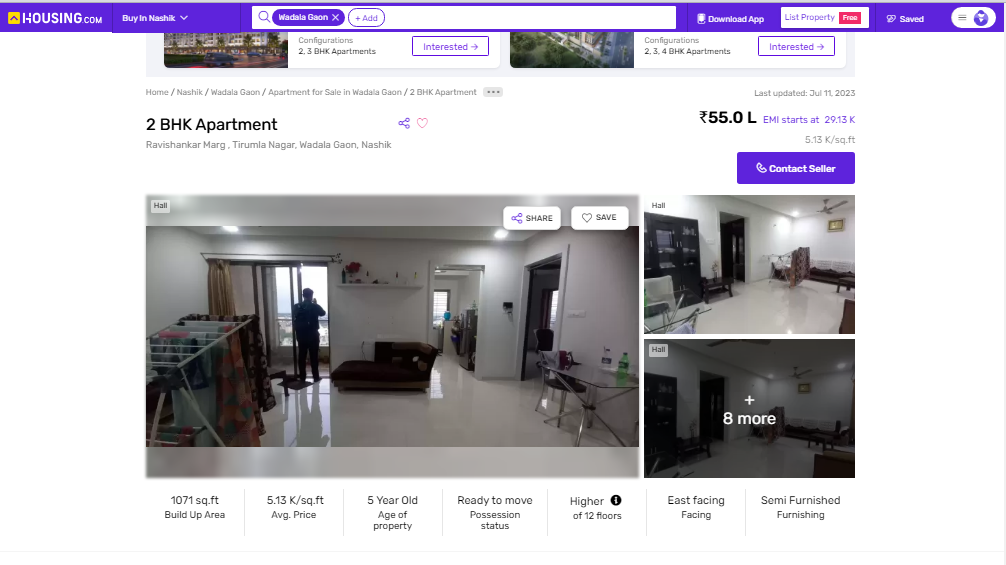 HOUSING.COM
Buy In Nashik
Wadala Gaon
+ Add
Download App
List Property Free
Saved
Configurations
2, 3 BHK Apartments
Interested →
Configurations
2, 3, 4 BHK Apartments
Interested →
Home / Nashik / Wadala Gaon / Apartment for Sale in Wadala Gaon / 2 BHK Apartment
Last updated: Jul 11, 2023
2 BHK Apartment
₹55.0 L EMI starts at 29.13 K
Ravishankar Marg , Tirumla Nagar, Wadala Gaon, Nashik
5.13 K/sq.ft
Contact Seller
Hall
SHARE
SAVE
Hall
Hall
+
8 more
1071 sq.ft
Build Up Area
5.13 K/sq.ft
Avg. Price
5 Year Old
Age of
property
Ready to move
Possession
status
Higher
of 12 floors
East facing
Facing
Semi Furnished
Furnishing